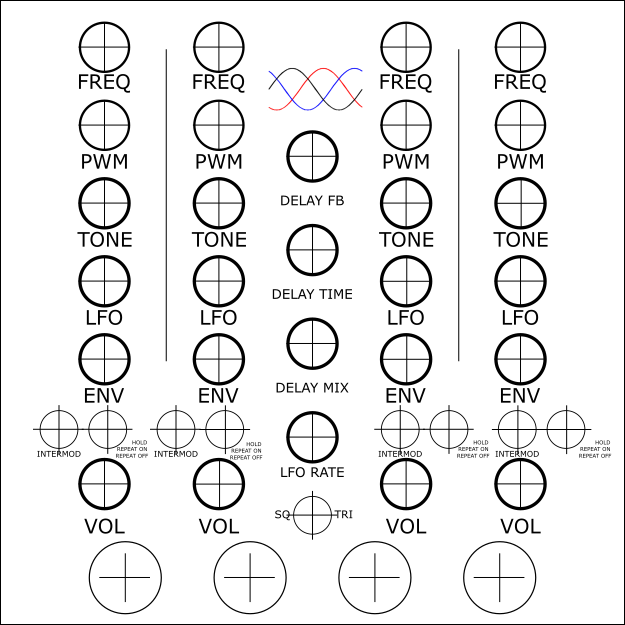 FREQ FREQ FREQ FREQ
PWM PWM PWM PWM
DELAY FB
TONE TONE TONE TONE
DELAY TIME
LFO LFO LFO LFO
DELAY MIX
ENV ENV ENV ENV
HOLD HOLD HOLD HOLD
REPEAT ON REPEAT ON REPEAT ON REPEAT ON
INTERMOD REPEAT OFF INTERMOD REPEAT OFF INTERMOD REPEAT OFF INTERMOD REPEAT OFF
LFO RATE
SQ TRI
VOL VOL VOL VOL